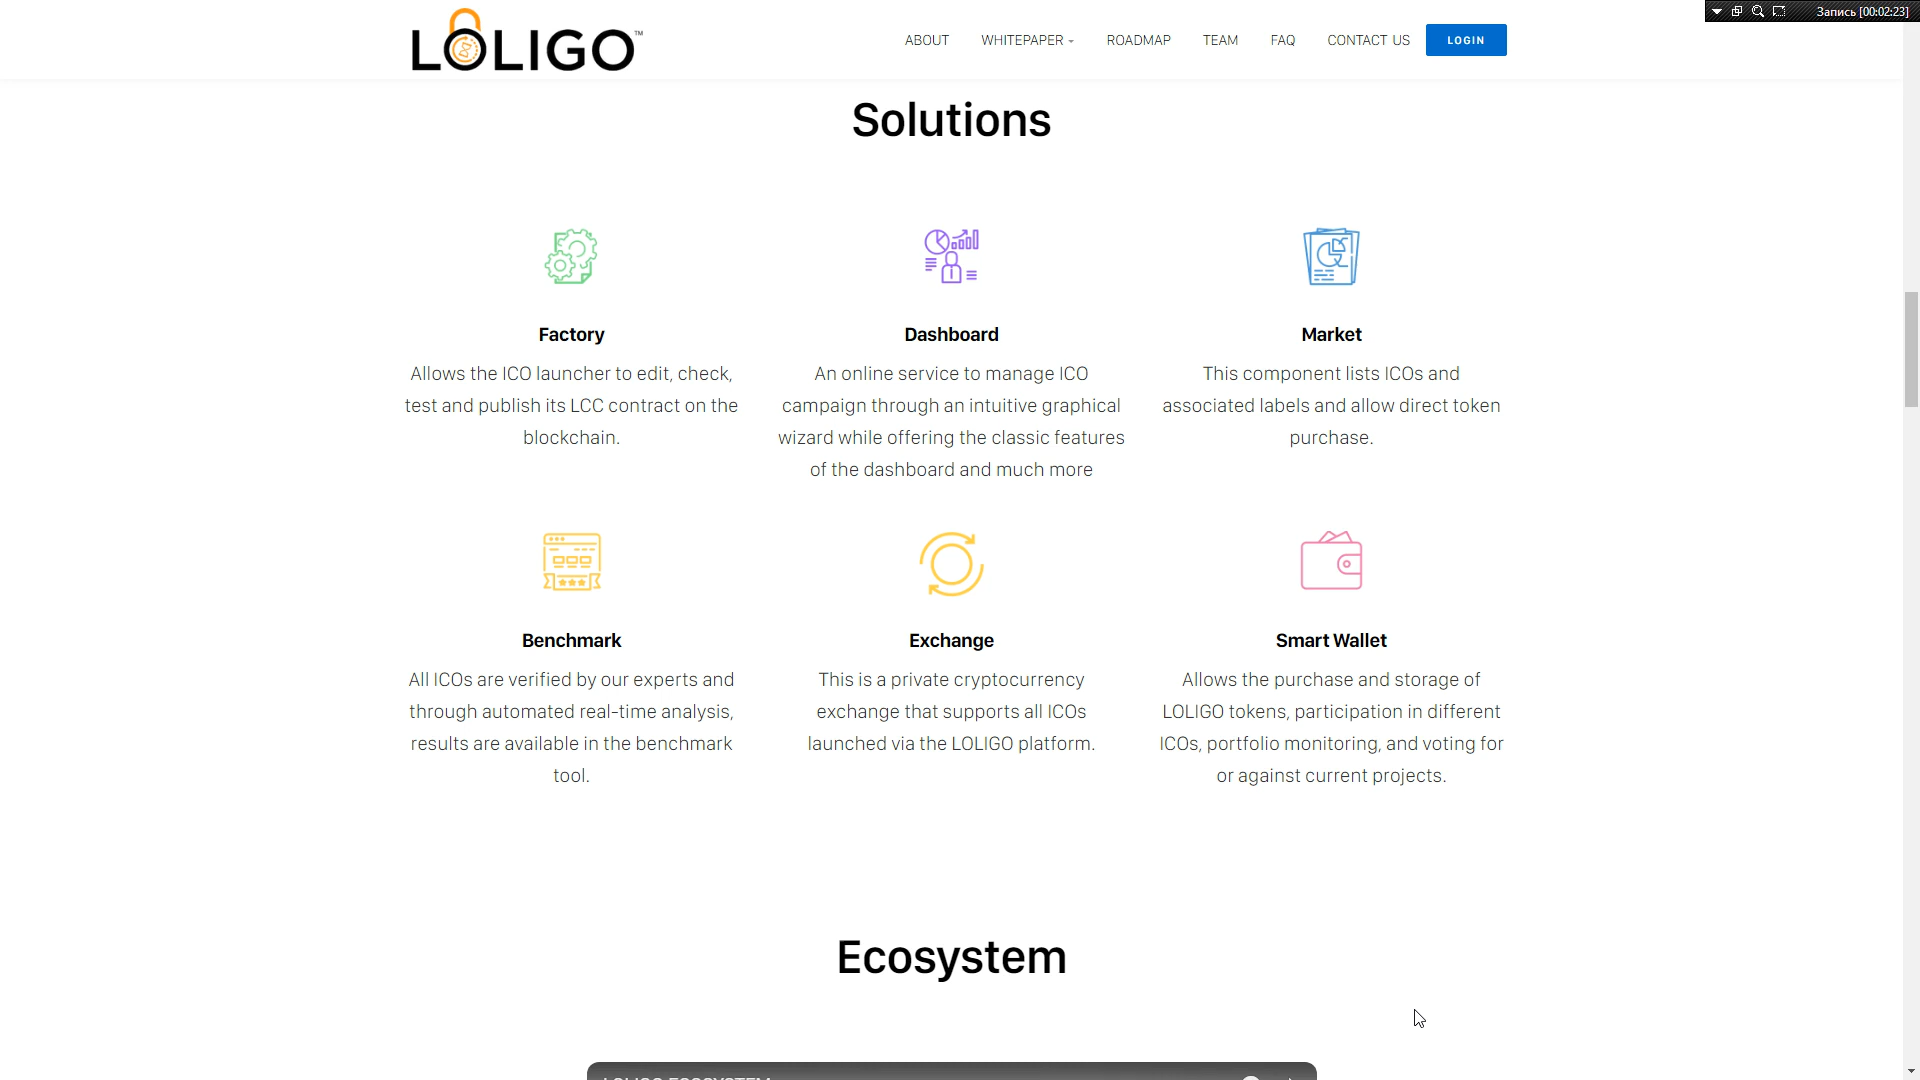 Запись [00:02:23]
LOLIGO™
ABOUT
WHITEPAPER
ROADMAP
TEAM
FAQ
CONTACT US
LOGIN
Solutions
Factory
Allows the ICO launcher to edit, check,
test and publish its LCC contract on the
blockchain.
Dashboard
An online service to manage ICO
campaign through an intuitive graphical
wizard while offering the classic features
of the dashboard and much more
Market
This component lists ICOs and
associated labels and allow direct token
purchase.
Benchmark
All ICOs are verified by our experts and
through automated real-time analysis,
results are available in the benchmark
tool.
Exchange
This is a private cryptocurrency
exchange that supports all ICOs
launched via the LOLIGO platform.
Smart Wallet
Allows the purchase and storage of
LOLIGO tokens, participation in different
ICOs, portfolio monitoring, and voting for
or against current projects.
Ecosystem
LOLIGO ECOSYSTEM